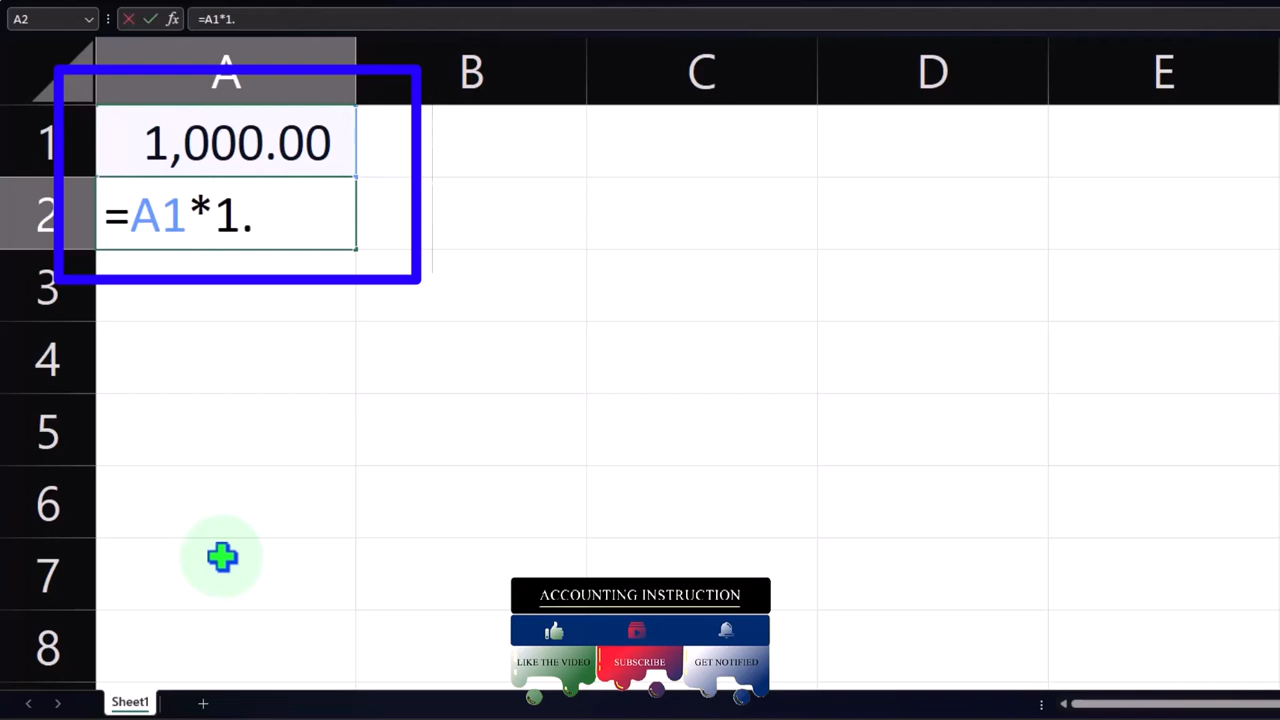 A2
fx
=A1*1.
A B C D E
1 1,000.00
2 =A1*1.
3
4
5
6
7
8
ACCOUNTING INSTRUCTION
LIKE THE VIDEO SUBSCRIBE GET NOTIFIED
Sheet1